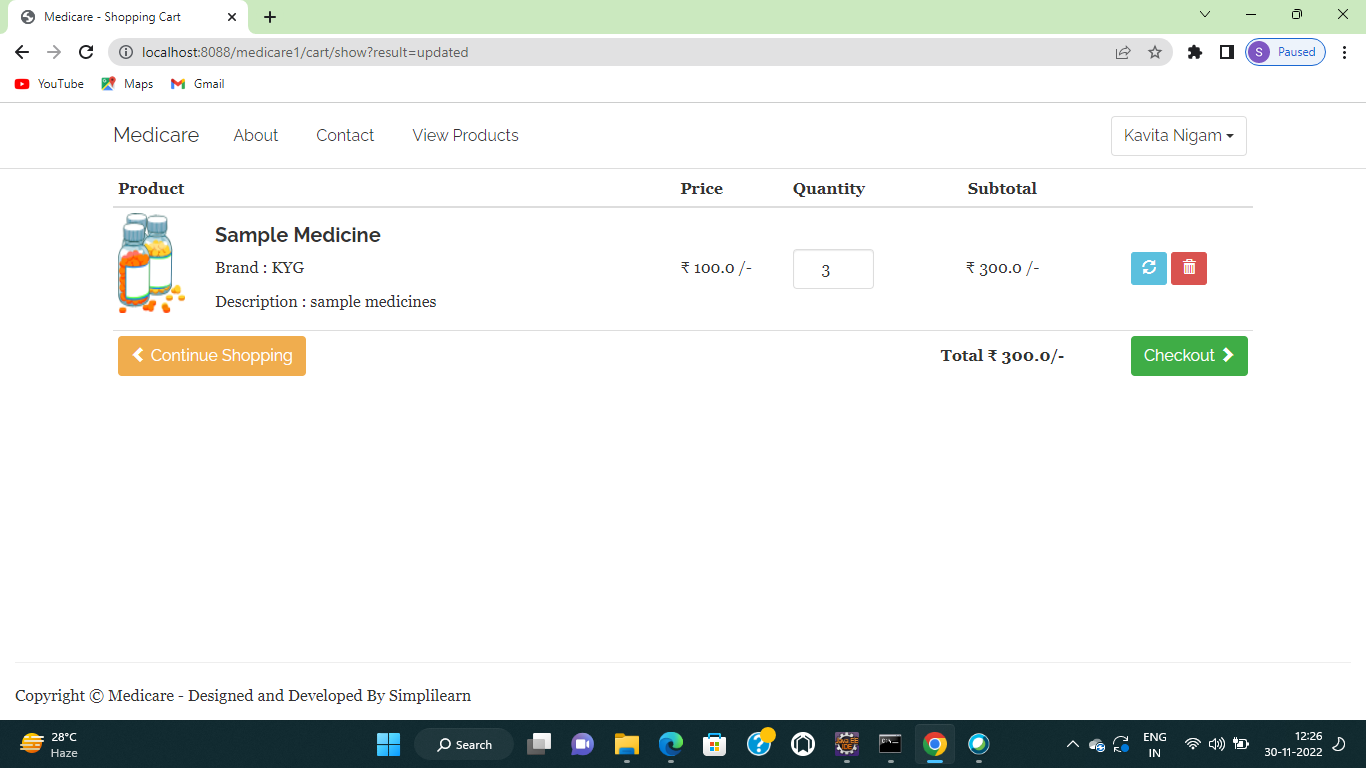 Medicare - Shopping Cart
localhost:8088/medicare1/cart/show?result=updated
S Paused
YouTube Maps Gmail
Medicare About Contact View Products Kavita Nigam
Product Price Quantity Subtotal
Sample Medicine
Brand : KYG ₹ 100.0 /- 3 ₹ 300.0 /-
Description : sample medicines
Continue Shopping Total ₹ 300.0/- Checkout
Copyright © Medicare - Designed and Developed By Simplilearn
28°C
Haze
Search
ENG
IN
12:26
30-11-2022